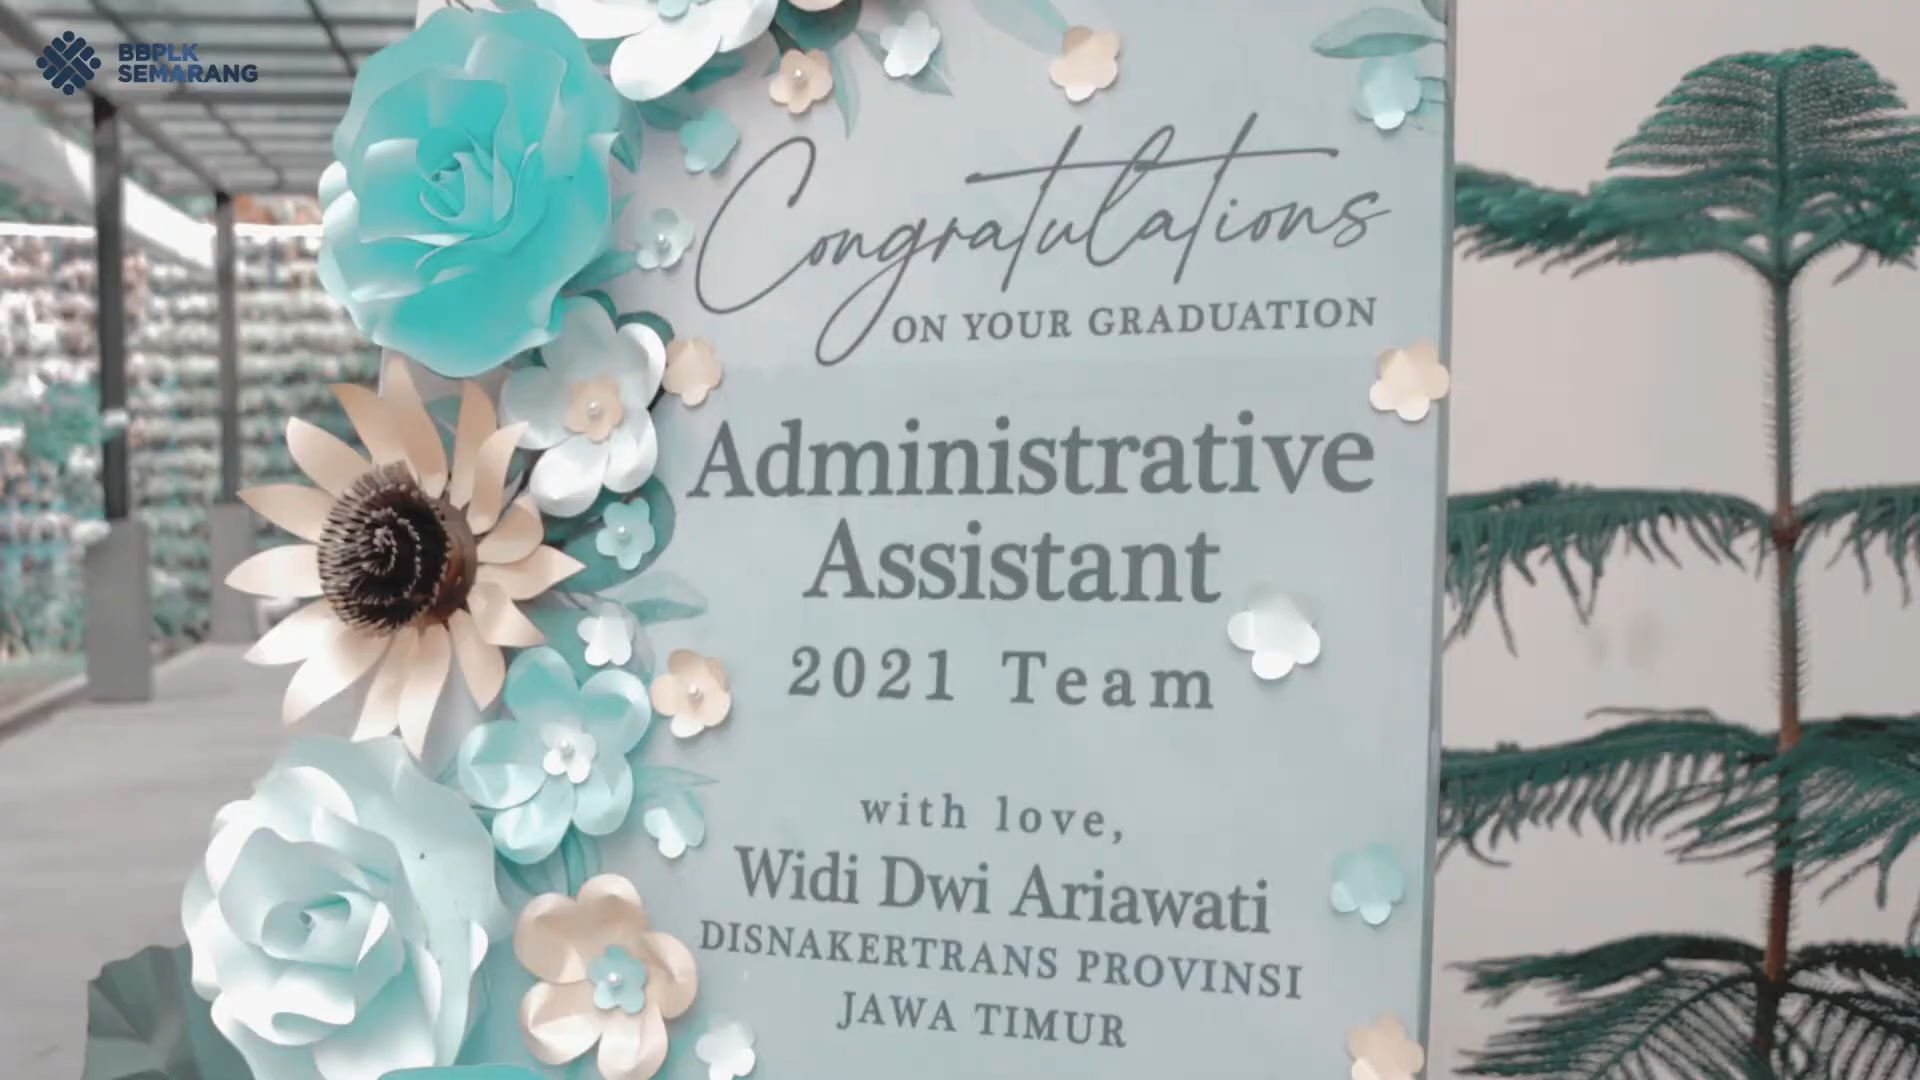 BBPLK
SEMARANG
Congratulations
ON YOUR GRADUATION
Administrative
Assistant
2021 Team
with love,
Widi Dwi Ariawati
DISNAKERTRANS PROVINSI
JAWA TIMUR